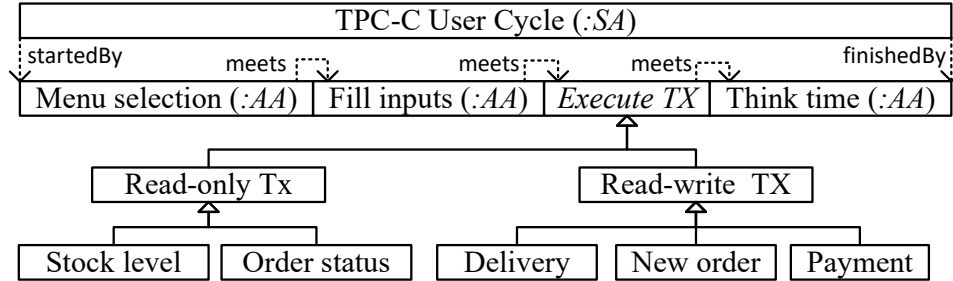 TPC-C User Cycle (:SA)
startedBy meets meets meets finishedBy
Menu selection (:AA) Fill inputs (:AA) Execute TX Think time (:AA)
Read-only Tx Read-write TX
Stock level Order status Delivery New order Payment